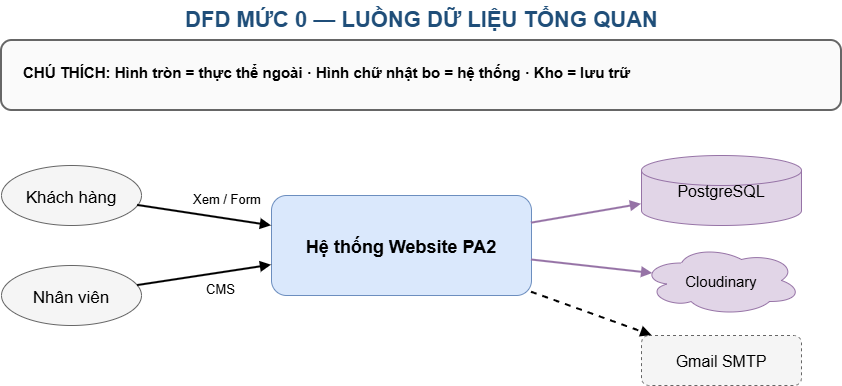 DFD MỨC 0 — LUỒNG DỮ LIỆU TỔNG QUAN
CHÚ THÍCH: Hình tròn = thực thể ngoài · Hình chữ nhật bo = hệ thống · Kho = lưu trữ
Khách hàng
Xem / Form
PostgreSQL
Hệ thống Website PA2
Nhân viên
CMS
Cloudinary
Gmail SMTP